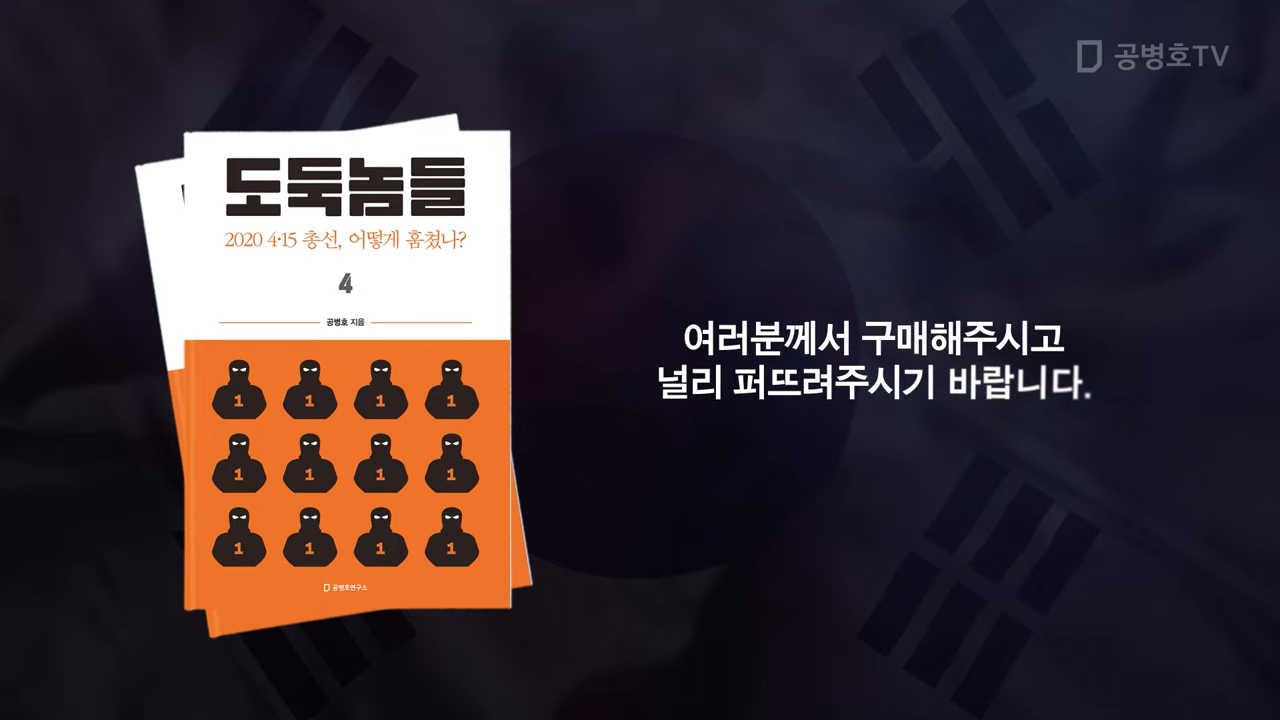 공병호TV
도둑놈들
2020 4·15 총선, 어떻게 훔쳤나?
4
공병호 지음
1 1 1 1
1 1 1 1
1 1 1 1
공병호연구소
여러분께서 구매해주시고
널리 퍼뜨려주시기 바랍니다.